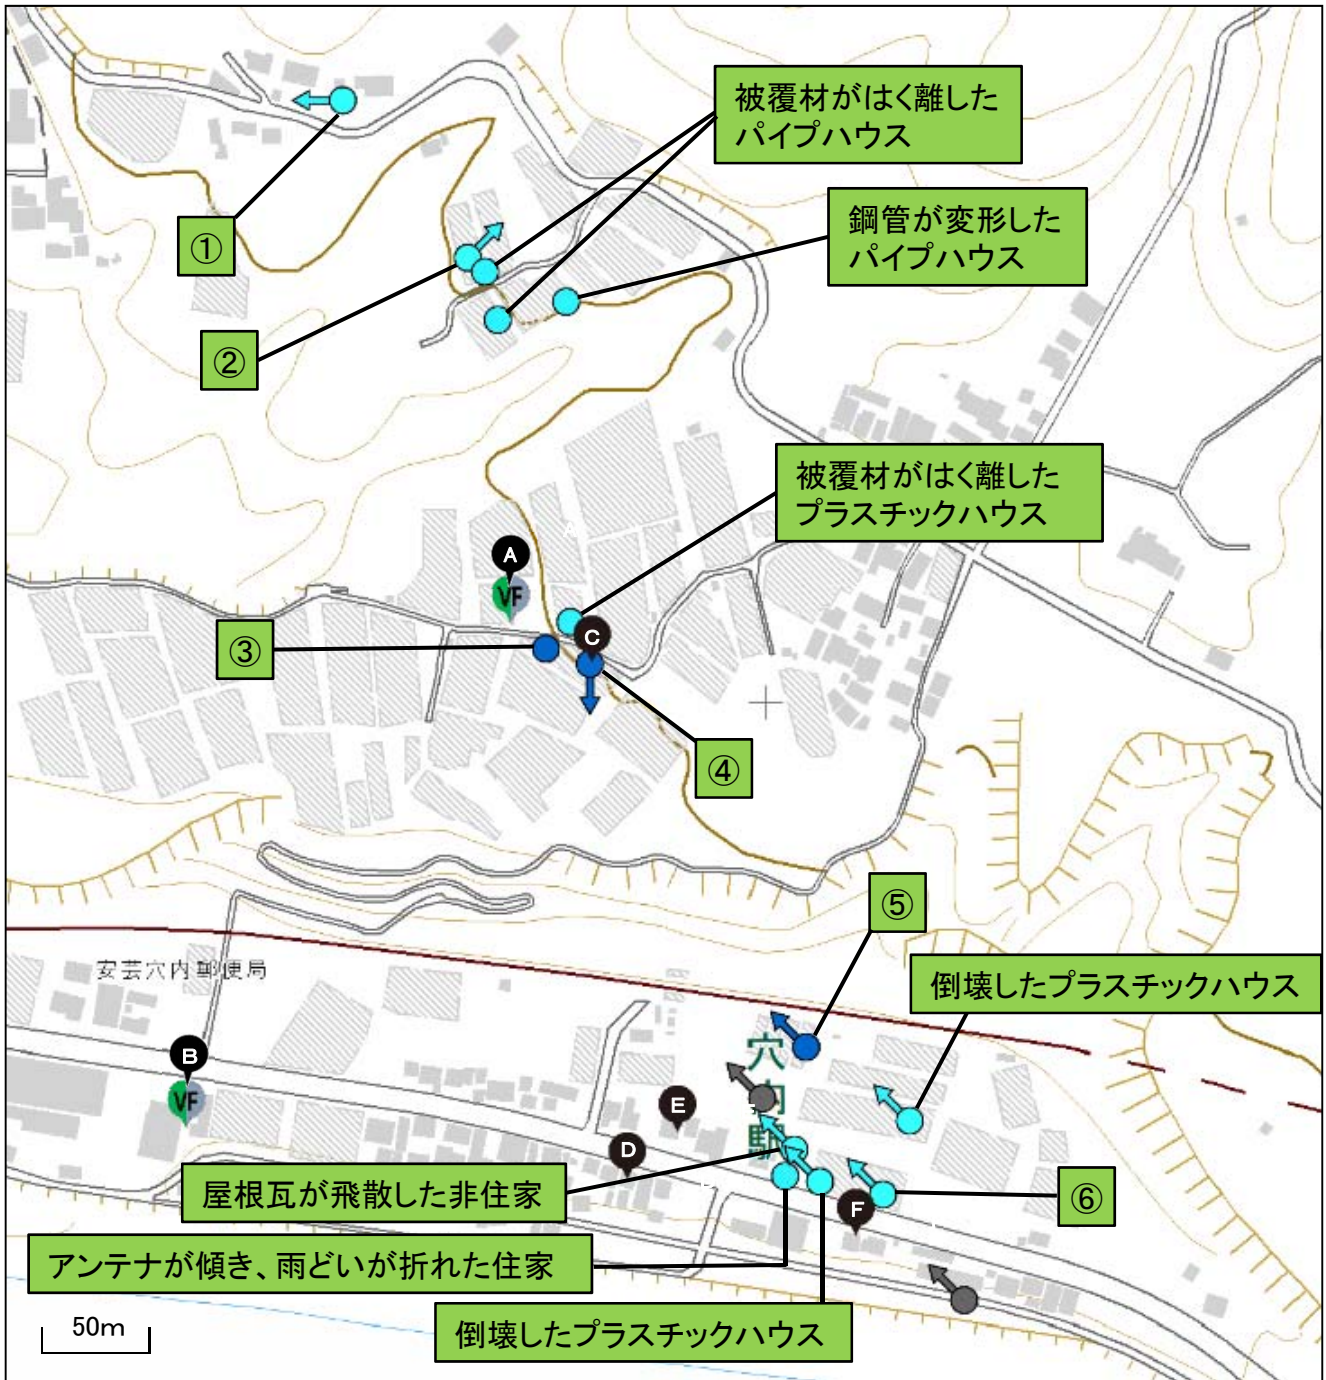 被覆材がはく離した
パイプハウス
①
鋼管が変形した
パイプハウス
②
被覆材がはく離した
プラスチックハウス
A
VF
C
③
④
⑤
安芸穴内郵便局
倒壊したプラスチックハウス
B
VF
穴内駅
E
D
屋根瓦が飛散した非住家
⑥
F
アンテナが傾き、雨どいが折れた住家
倒壊したプラスチックハウス
50m